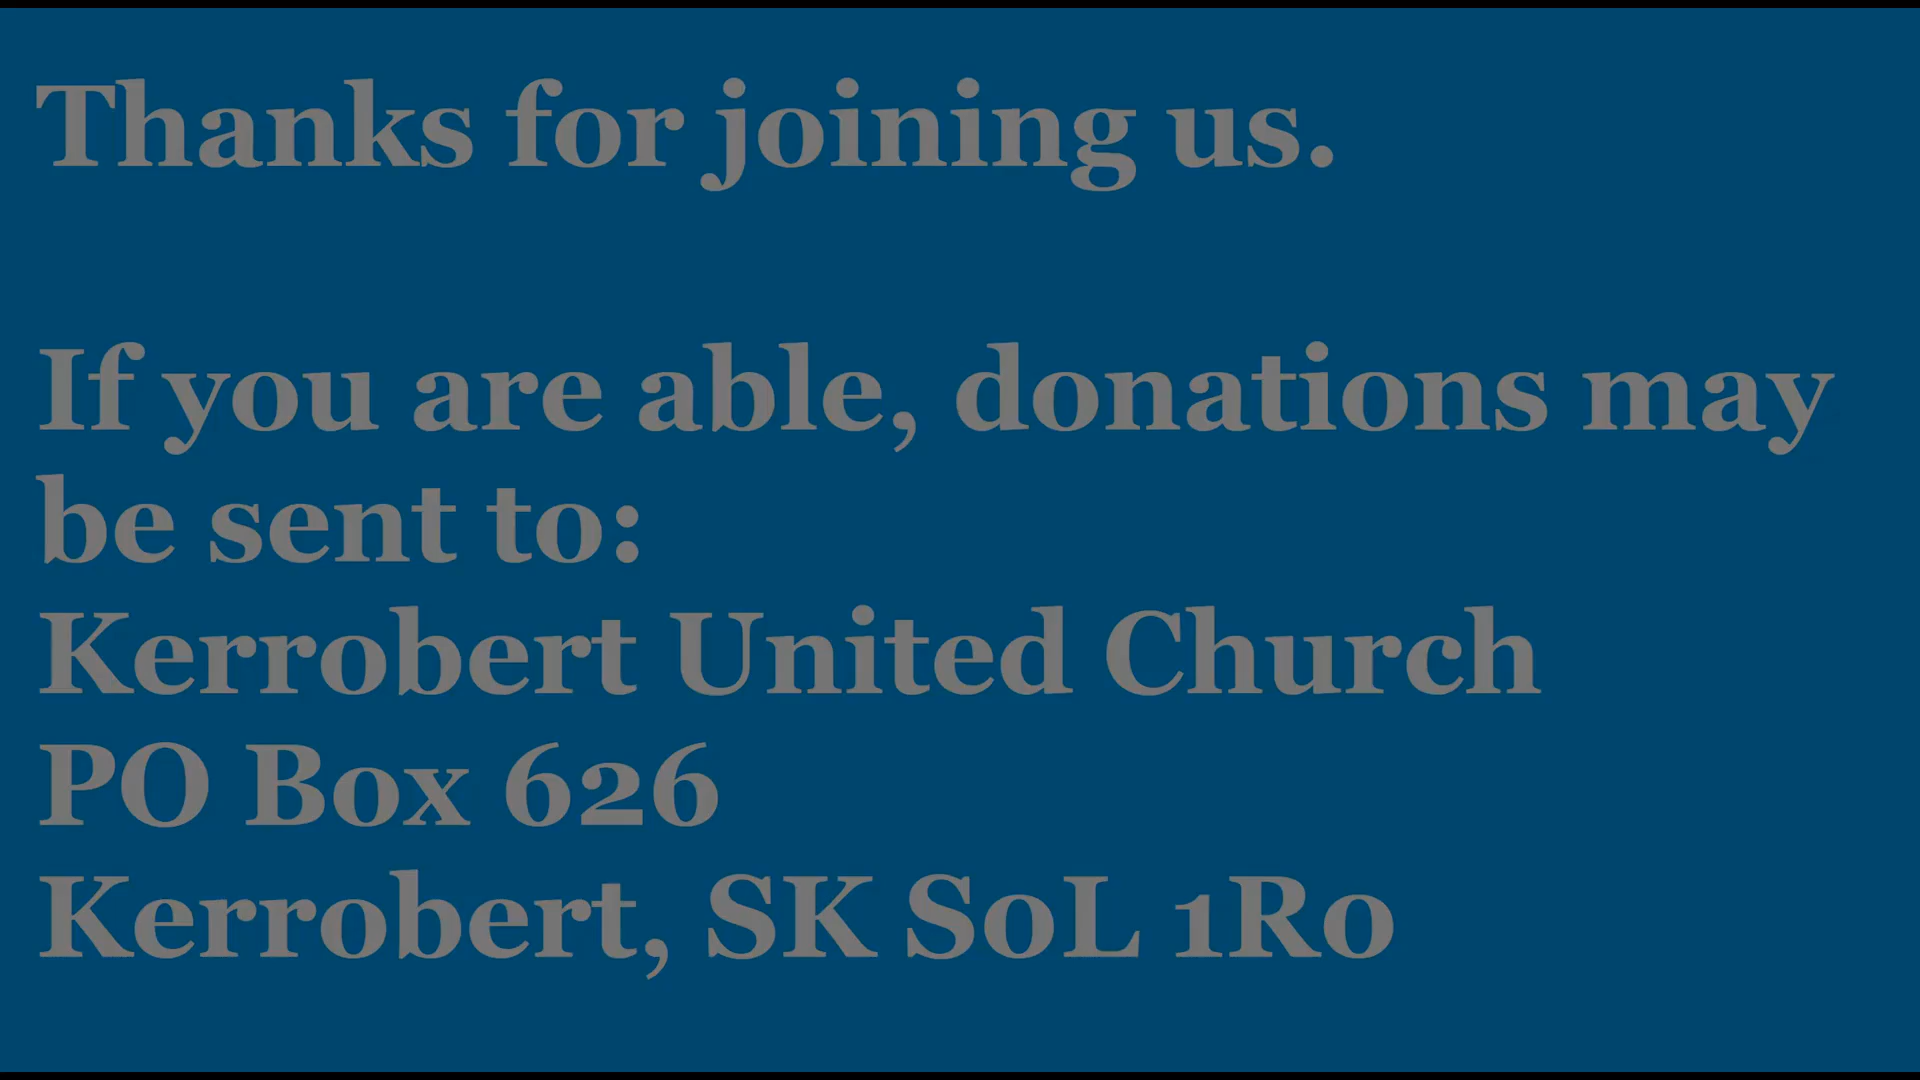 Thanks for joining us.
If you are able, donations may
be sent to:
Kerrobert United Church
PO Box 626
Kerrobert, SK S0L 1R0